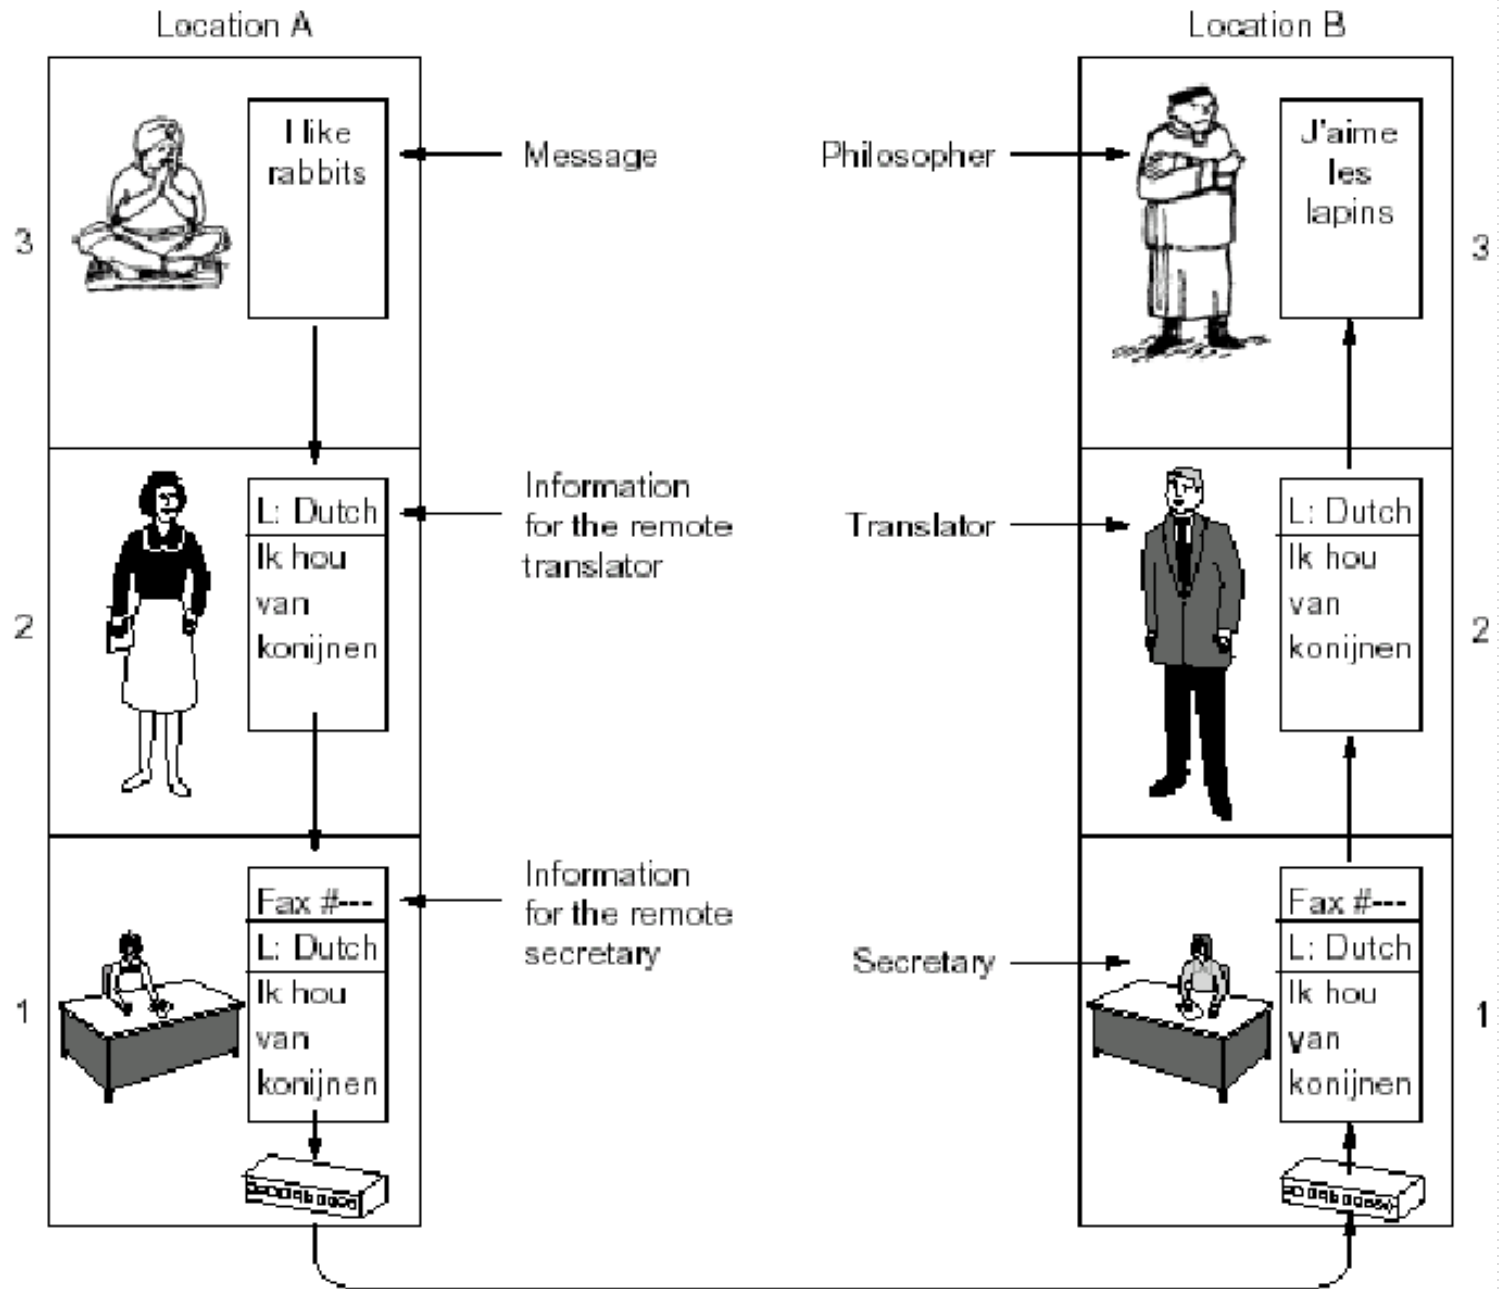 Location A
Location B
I like
rabbits
Message
Philosopher
J'aime
les
lapins
3
3
L: Dutch
Ik hou
van
konijnen
Information
for the remote
translator
Translator
L: Dutch
Ik hou
van
konijnen
2
2
Fax #---
L: Dutch
Ik hou
van
konijnen
Information
for the remote
secretary
Secretary
Fax #---
L: Dutch
Ik hou
van
konijnen
1
1